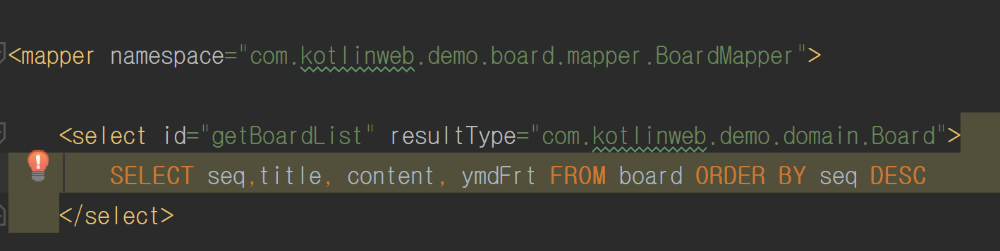 <mapper namespace="com.kotlinweb.demo.board.mapper.BoardMapper">
<select id="getBoardList" resultType="com.kotlinweb.demo.domain.Board">
SELECT seq,title, content, ymdFrt FROM board ORDER BY seq DESC
</select>